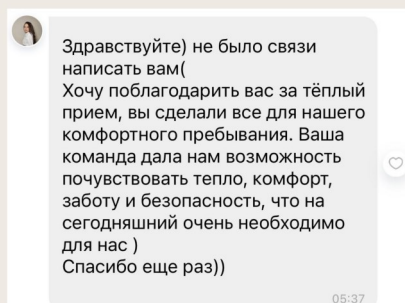 Здравствуйте) не было связи
написать вам(
Хочу поблагодарить вас за тёплый
прием, вы сделали все для нашего
комфортного пребывания. Ваша
команда дала нам возможность
почувствовать тепло, комфорт,
заботу и безопасность, что на
сегодняшний очень необходимо
для нас )
Спасибо еще раз))
05:37